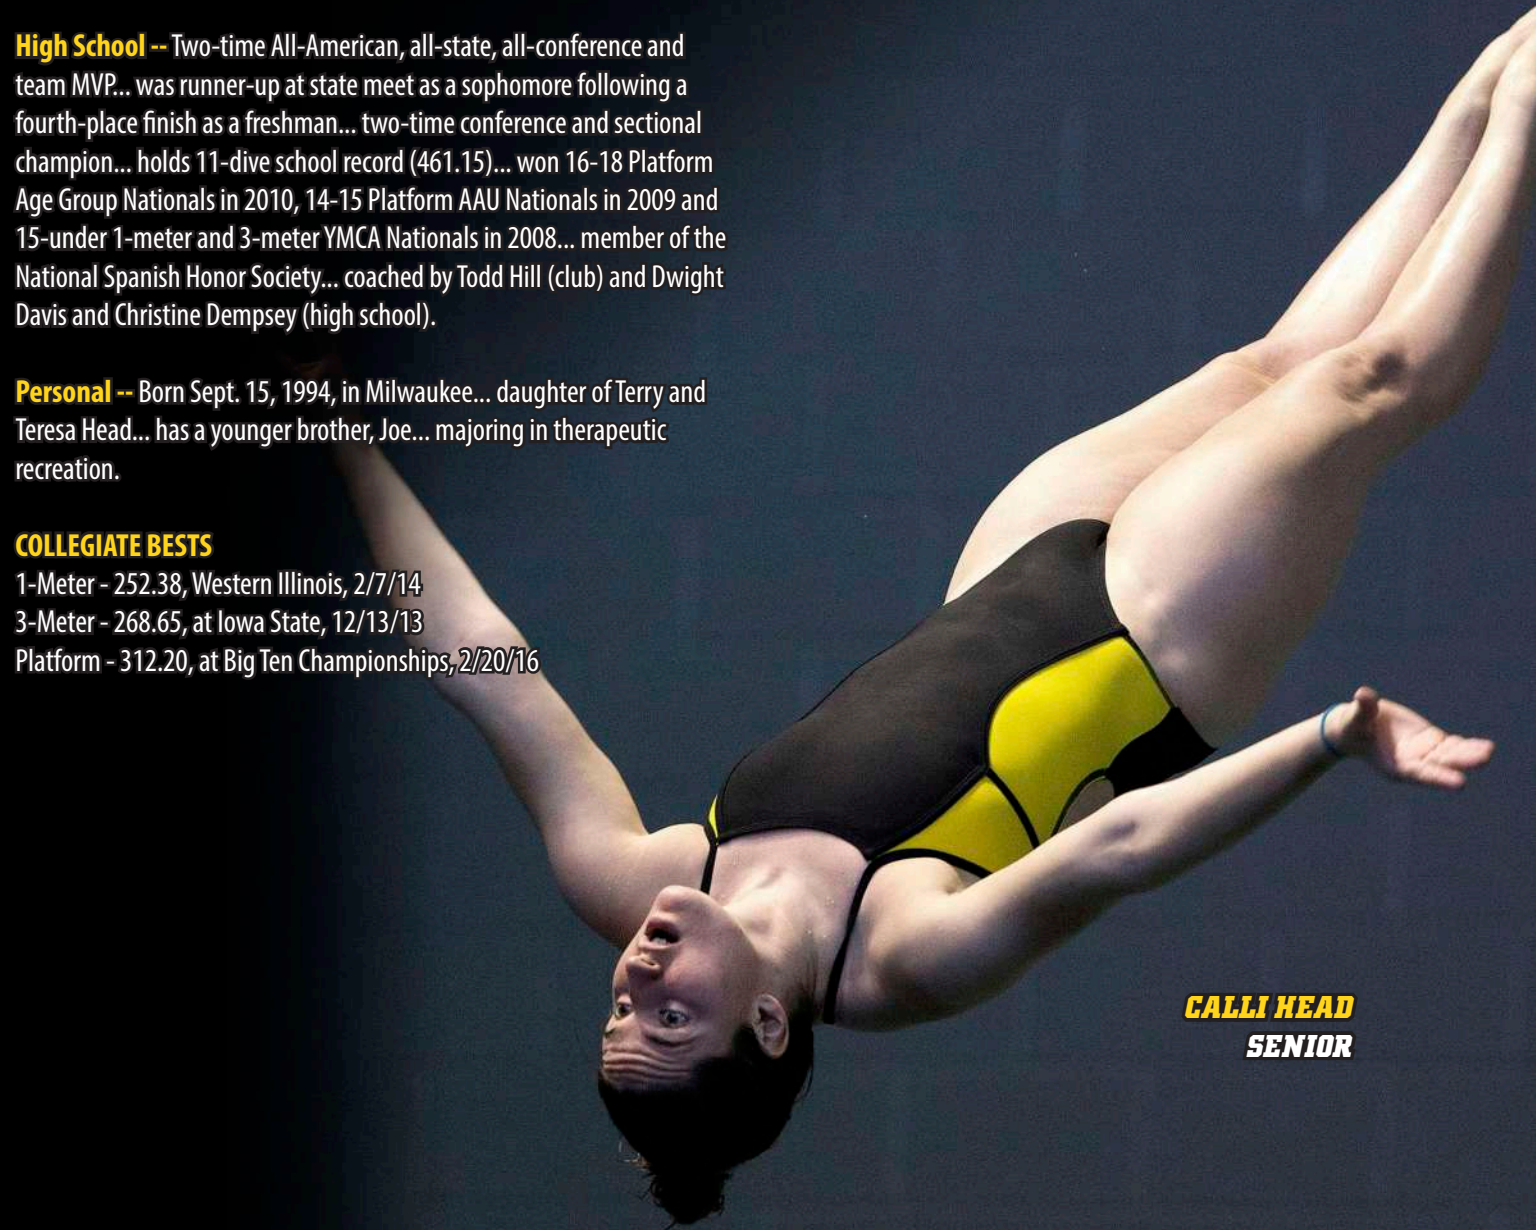 High School -- Two-time All-American, all-state, all-conference and
team MVP... was runner-up at state meet as a sophomore following a
fourth-place finish as a freshman... two-time conference and sectional
champion... holds 11-dive school record (461.15)... won 16-18 Platform
Age Group Nationals in 2010, 14-15 Platform AAU Nationals in 2009 and
15-under 1-meter and 3-meter YMCA Nationals in 2008... member of the
National Spanish Honor Society... coached by Todd Hill (club) and Dwight
Davis and Christine Dempsey (high school).
Personal -- Born Sept. 15, 1994, in Milwaukee... daughter of Terry and
Teresa Head... has a younger brother, Joe... majoring in therapeutic
recreation.
COLLEGIATE BESTS
1-Meter - 252.38, Western Illinois, 2/7/14
3-Meter - 268.65, at Iowa State, 12/13/13
Platform - 312.20, at Big Ten Championships, 2/20/16
CALLI HEAD
SENIOR